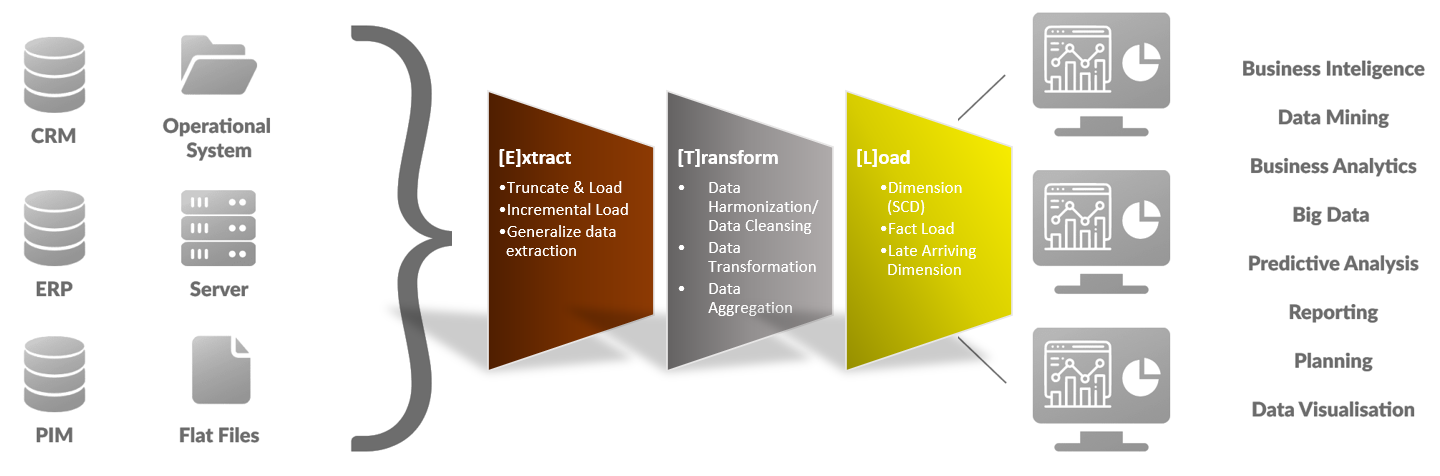 CRM
Operational
System
ERP
Server
PIM
Flat Files
[E]xtract
•Truncate & Load
•Incremental Load
•Generalize data
extraction
[T]ransform
• Data
Harmonization/
Data Cleansing
• Data
Transformation
• Data
Aggregation
[L]oad
•Dimension
(SCD)
•Fact Load
•Late Arriving
Dimension
Business Inteligence
Data Mining
Business Analytics
Big Data
Predictive Analysis
Reporting
Planning
Data Visualisation